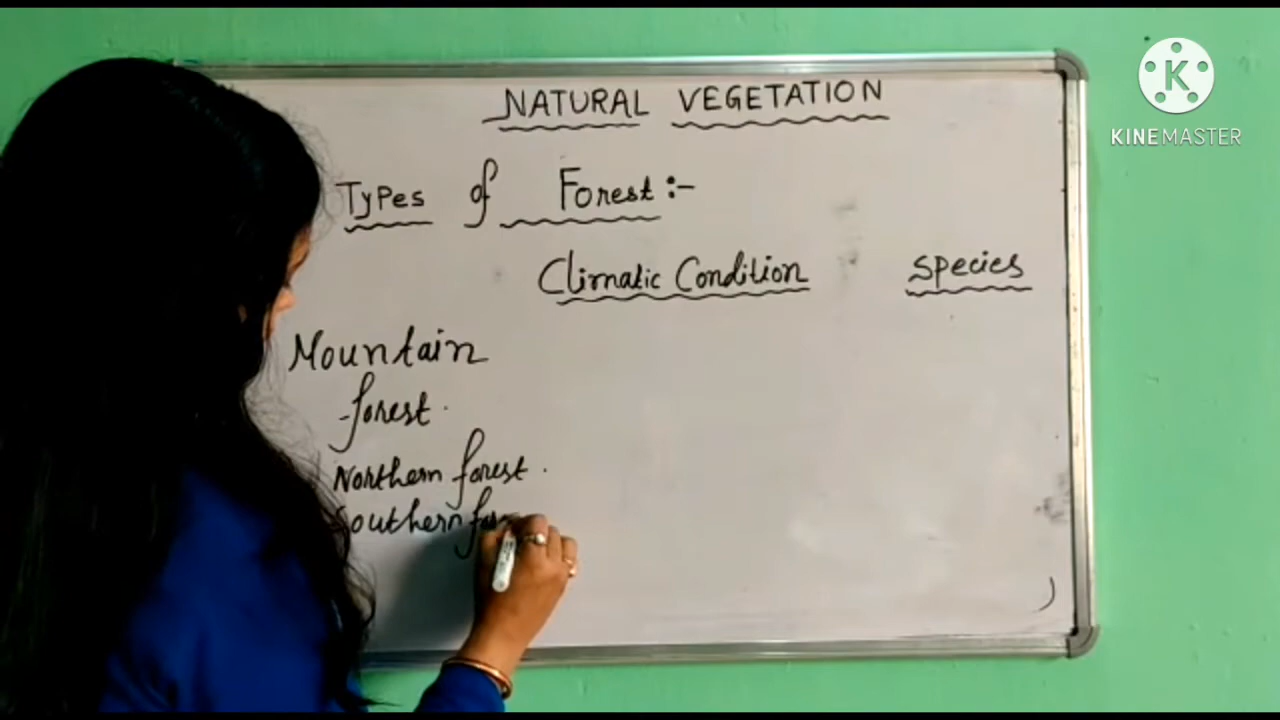 NATURAL VEGETATION
Types of Forest :-
Climatic Condition species
Mountain
forest.
Northern forest.
Southern
K
KINEMASTER